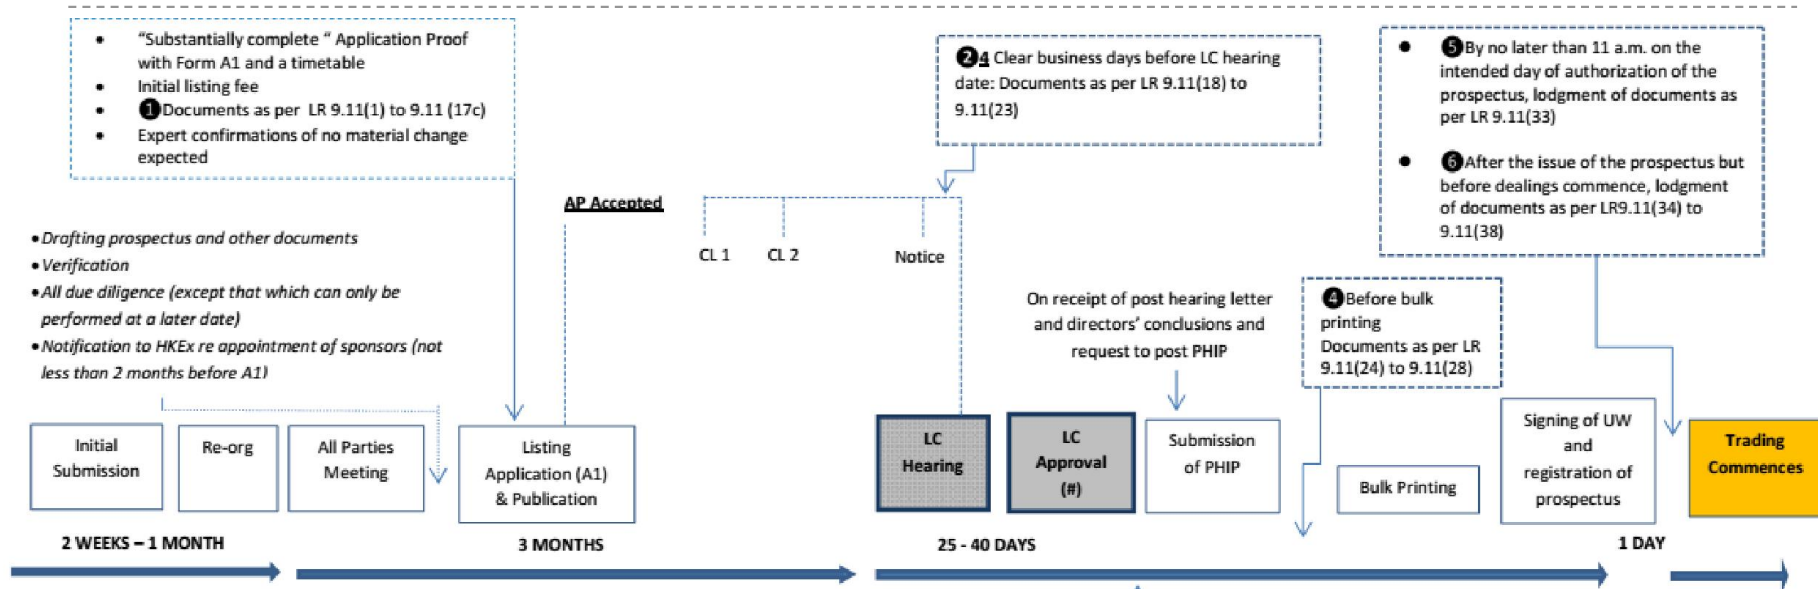 • "Substantially complete " Application Proof
with Form A1 and a timetable
• Initial listing fee
• ❶Documents as per LR 9.11(1) to 9.11 (17c)
• Expert confirmations of no material change
expected
❷4 Clear business days before LC hearing
date: Documents as per LR 9.11(18) to
9.11(23)
• ❺By no later than 11 a.m. on the
intended day of authorization of the
prospectus, lodgment of documents as
per LR 9.11(33)
• ❻After the issue of the prospectus but
before dealings commence, lodgment
of documents as per LR9.11(34) to
9.11(38)
AP Accepted
CL 1
CL 2
Notice
• Drafting prospectus and other documents
• Verification
• All due diligence (except that which can only be
performed at a later date)
• Notification to HKEx re appointment of sponsors (not
less than 2 months before A1)
On receipt of post hearing letter
and directors' conclusions and
request to post PHIP
❹Before bulk
printing
Documents as per LR
9.11(24) to 9.11(28)
Initial
Submission
Re-org
All Parties
Meeting
Listing
Application (A1)
& Publication
LC
Hearing
LC
Approval
(#)
Submission
of PHIP
Bulk Printing
Signing of UW
and
registration of
prospectus
Trading
Commences
2 WEEKS – 1 MONTH
3 MONTHS
25 - 40 DAYS
1 DAY